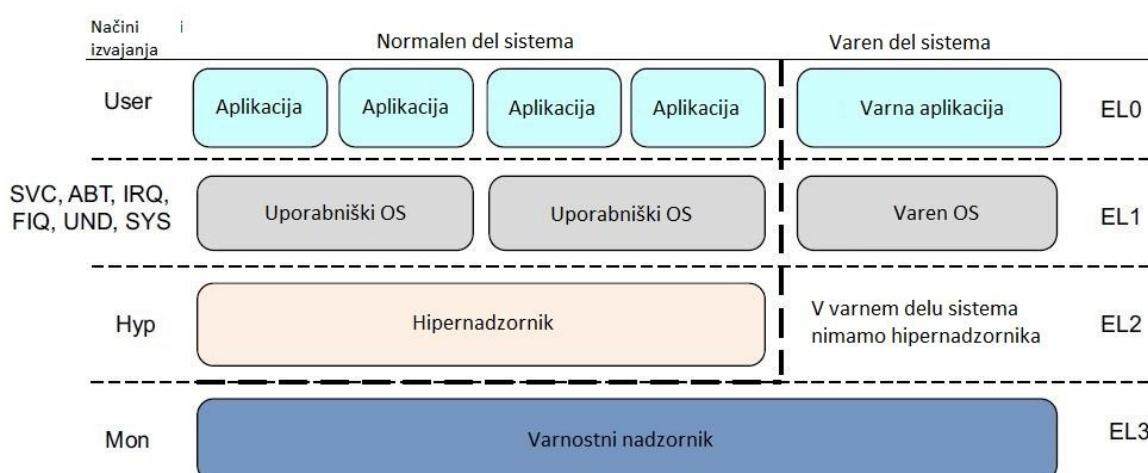 Načini i
izvajanja
Normalen del sistema
Varen del sistema
User
Aplikacija
Aplikacija
Aplikacija
Aplikacija
Varna aplikacija
EL0
SVC, ABT, IRQ,
FIQ, UND, SYS
Uporabniški OS
Uporabniški OS
Varen OS
EL1
Hyp
Hipernadzornik
V varnem delu sistema
nimamo hipernadzornika
EL2
Mon
Varnostni nadzornik
EL3